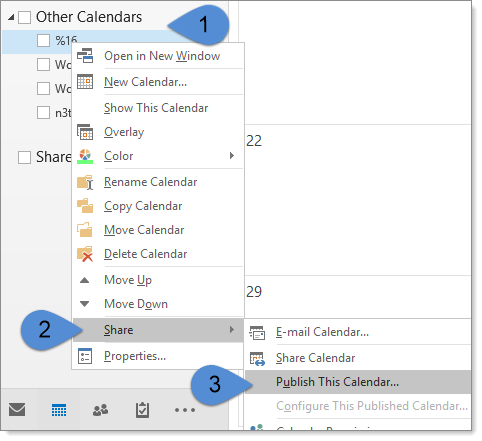 Other Calendars
1
%16
Open in New Window
New Calendar...
Show This Calendar
Overlay
Color
Rename Calendar
Copy Calendar
Move Calendar
Delete Calendar
Move Up
Move Down
2
Share
Properties...
Wo
n3t
Share
22
29
E-mail Calendar...
Share Calendar
3
Publish This Calendar...
Configure This Published Calendar...